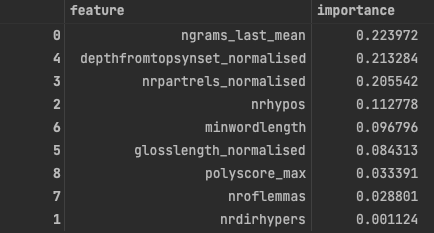 feature importance
0 ngrams_last_mean 0.223972
4 depthfromtopsynset_normalised 0.213284
3 nrpartrels_normalised 0.205542
2 nrhypos 0.112778
6 minwordlength 0.096796
5 glosslength_normalised 0.084313
8 polyscore_max 0.033391
7 nroflemmas 0.028801
1 nrdirhypers 0.001124